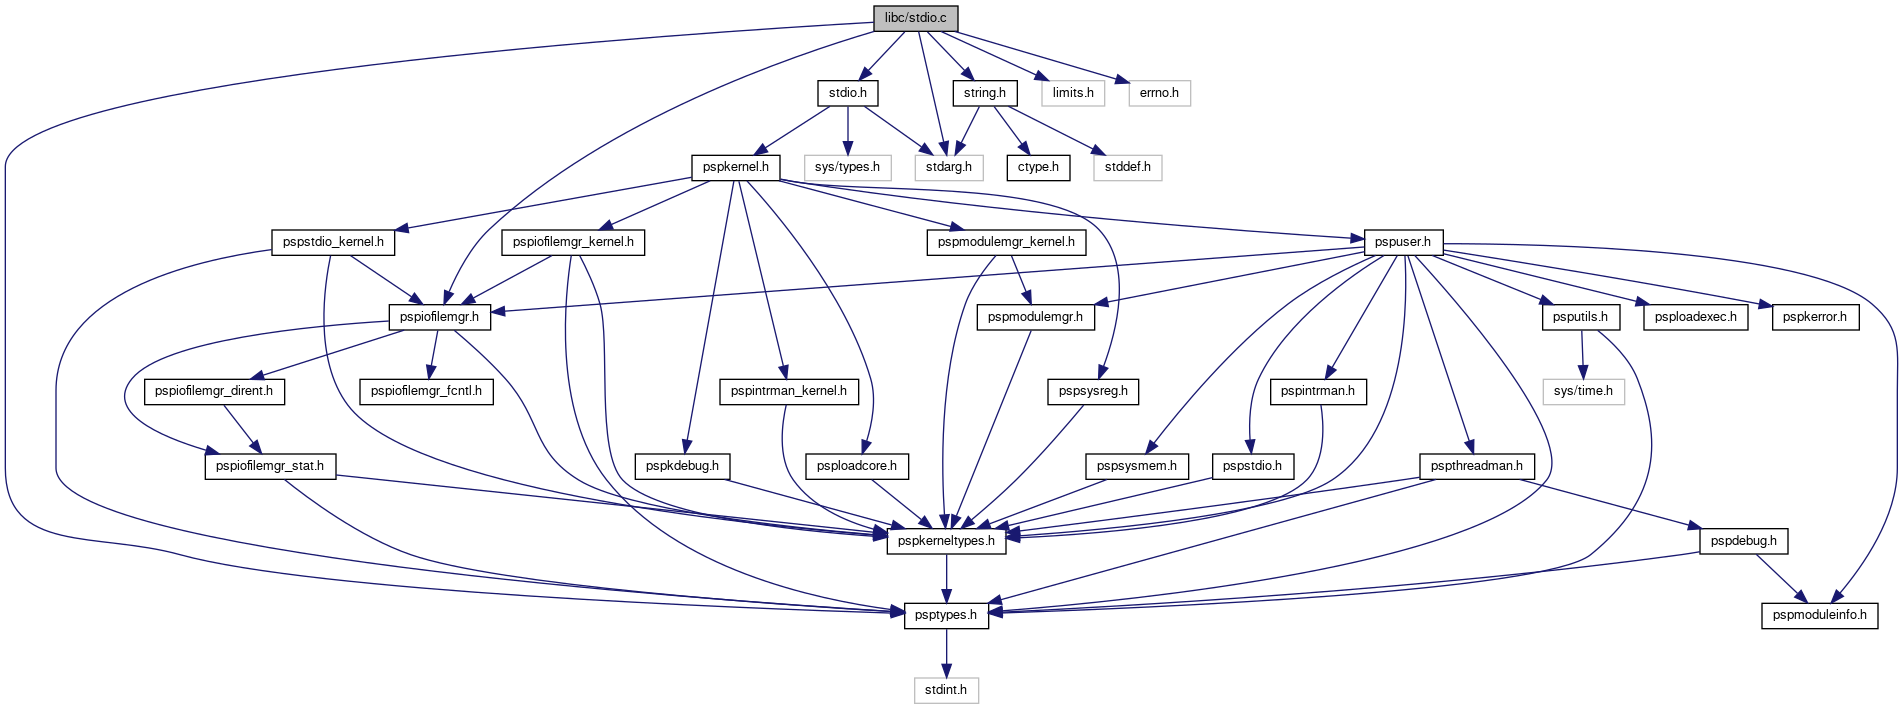 libc/stdio.c
stdio.h
string.h
limits.h
errno.h
pspkernel.h
sys/types.h
stdarg.h
ctype.h
stddef.h
pspstdio_kernel.h
pspiofilemgr_kernel.h
pspmodulemgr_kernel.h
pspuser.h
pspiofilemgr.h
pspmodulemgr.h
psputils.h
psploadexec.h
pspkerror.h
pspiofilemgr_dirent.h
pspiofilemgr_fcntl.h
pspintrman_kernel.h
pspsysreg.h
pspintrman.h
sys/time.h
pspiofilemgr_stat.h
pspkdebug.h
psploadcore.h
pspsysmem.h
pspstdio.h
pspthreadman.h
pspkerneltypes.h
pspdebug.h
psptypes.h
pspmoduleinfo.h
stdint.h